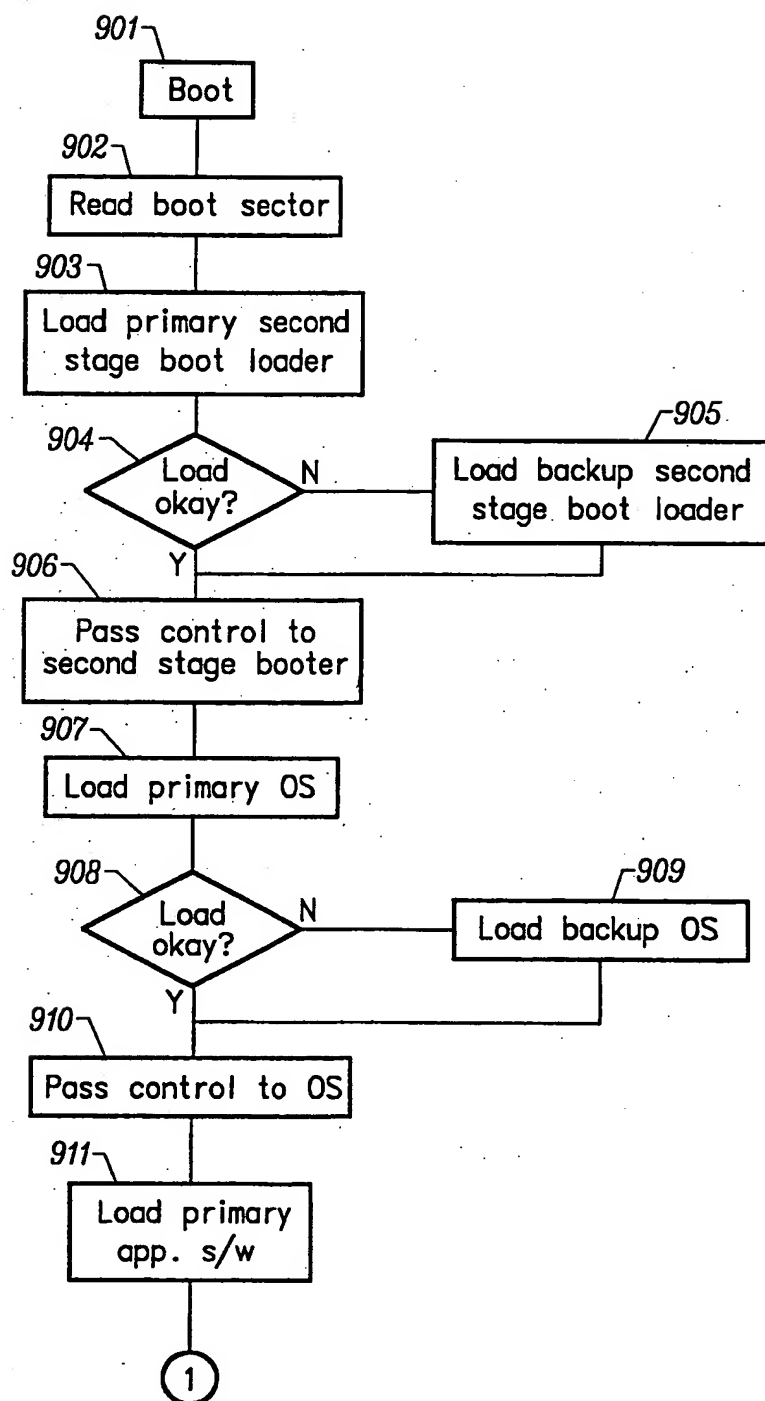 901
Boot
902
Read boot sector
903
Load primary second
stage boot loader
904
Load
okay?
N
905
Load backup second
stage boot loader
Y
906
Pass control to
second stage booter
907
Load primary OS
908
Load
okay?
N
909
Load backup OS
Y
910
Pass control to OS
911
Load primary
app. s/w
1